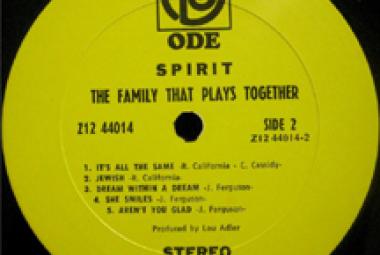 ODE
SPIRIT
THE FAMILY THAT PLAYS TOGETHER
Z12 44014 SIDE 2
Z12 44014-2
1. IT'S ALL THE SAME -R. California - C. Cassidy-
2. JEWISH -R. California-
3. DREAM WITHIN A DREAM -J. Ferguson-
4. SHE SMILES -J. Ferguson-
5. AREN'T YOU GLAD -J. Ferguson-
Produced by Lou Adler
STEREO